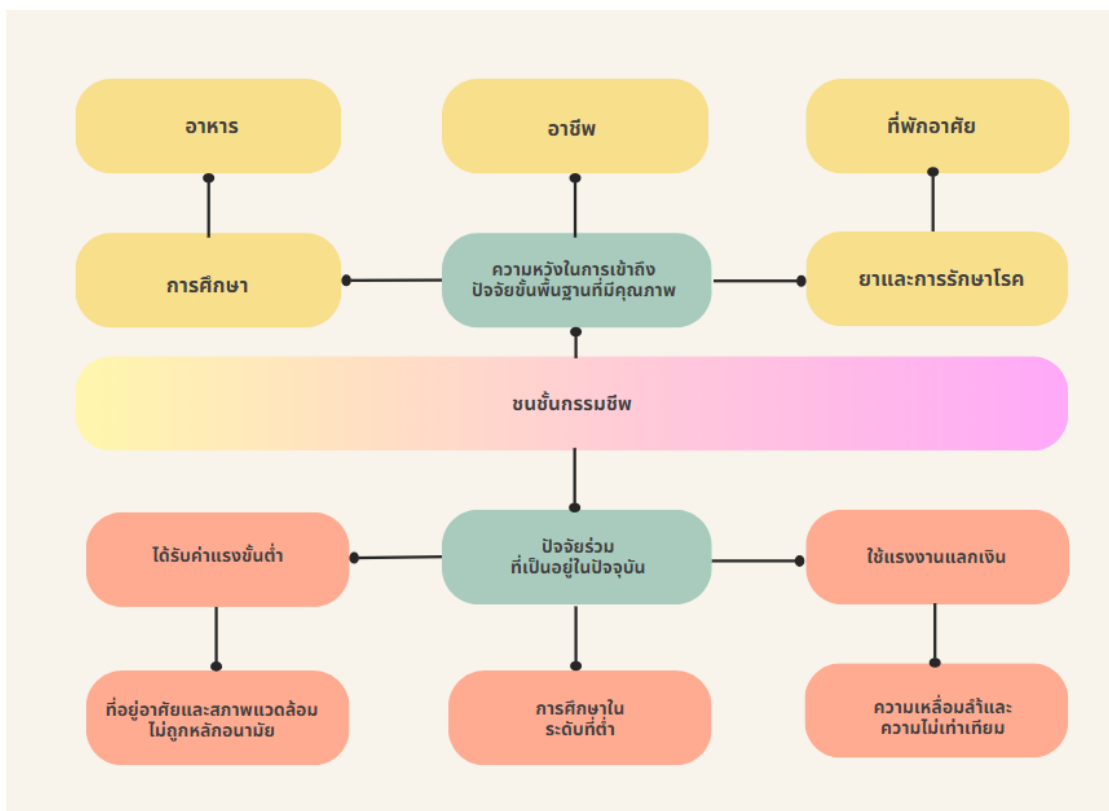 อาหาร
อาชีพ
ที่พักอาศัย
การศึกษา
ความหวังในการเข้าถึง
ปัจจัยขั้นพื้นฐานที่มีคุณภาพ
ยาและการรักษาโรค
ชนชั้นกรรมชีพ
ได้รับค่าแรงขั้นต่ำ
ปัจจัยร่วม
ที่เป็นอยู่ในปัจจุบัน
ใช้แรงงานแลกเงิน
ที่อยู่อาศัยและสภาพแวดล้อม
ไม่ถูกหลักอนามัย
การศึกษาใน
ระดับที่ต่ำ
ความเหลื่อมล้ำและ
ความไม่เท่าเทียม